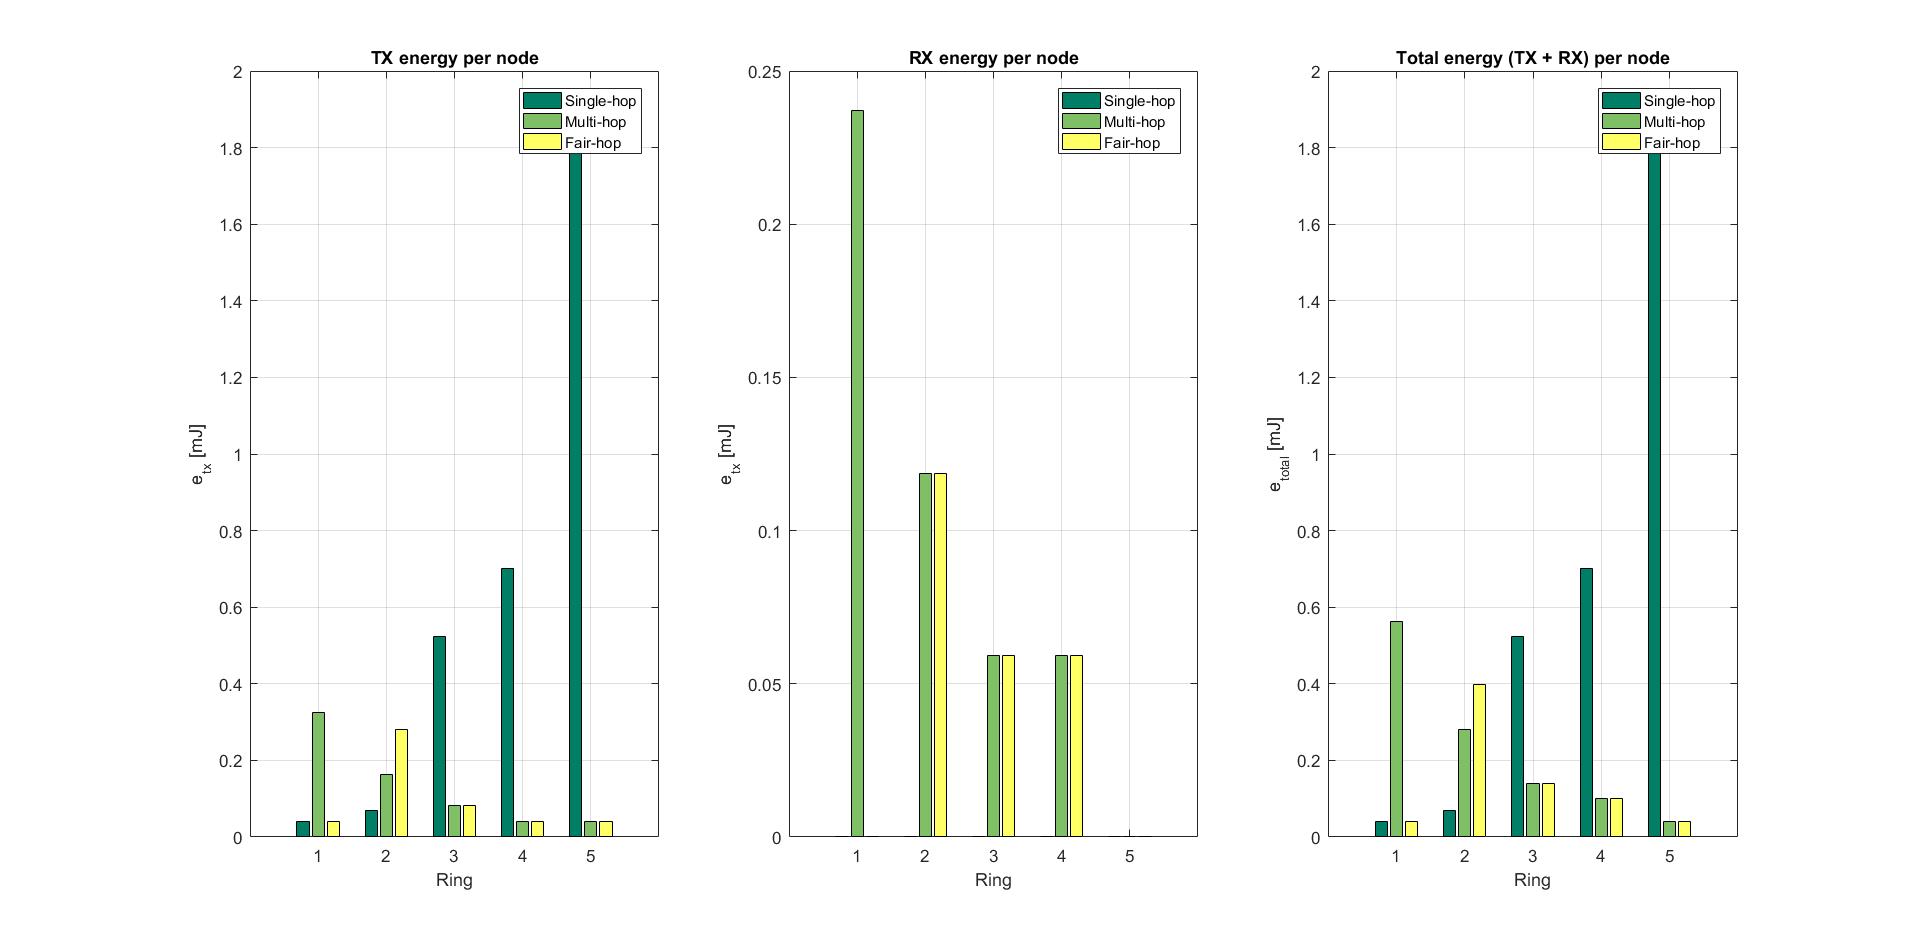 TX energy per node
2
1.8
1.6
1.4
1.2
1
0.8
0.6
0.4
0.2
0
e_tx [mJ]
1 2 3 4 5
Ring
Single-hop
Multi-hop
Fair-hop
RX energy per node
0.25
0.2
0.15
0.1
0.05
0
e_tx [mJ]
1 2 3 4 5
Ring
Single-hop
Multi-hop
Fair-hop
Total energy (TX + RX) per node
2
1.8
1.6
1.4
1.2
1
0.8
0.6
0.4
0.2
0
e_total [mJ]
1 2 3 4 5
Ring
Single-hop
Multi-hop
Fair-hop